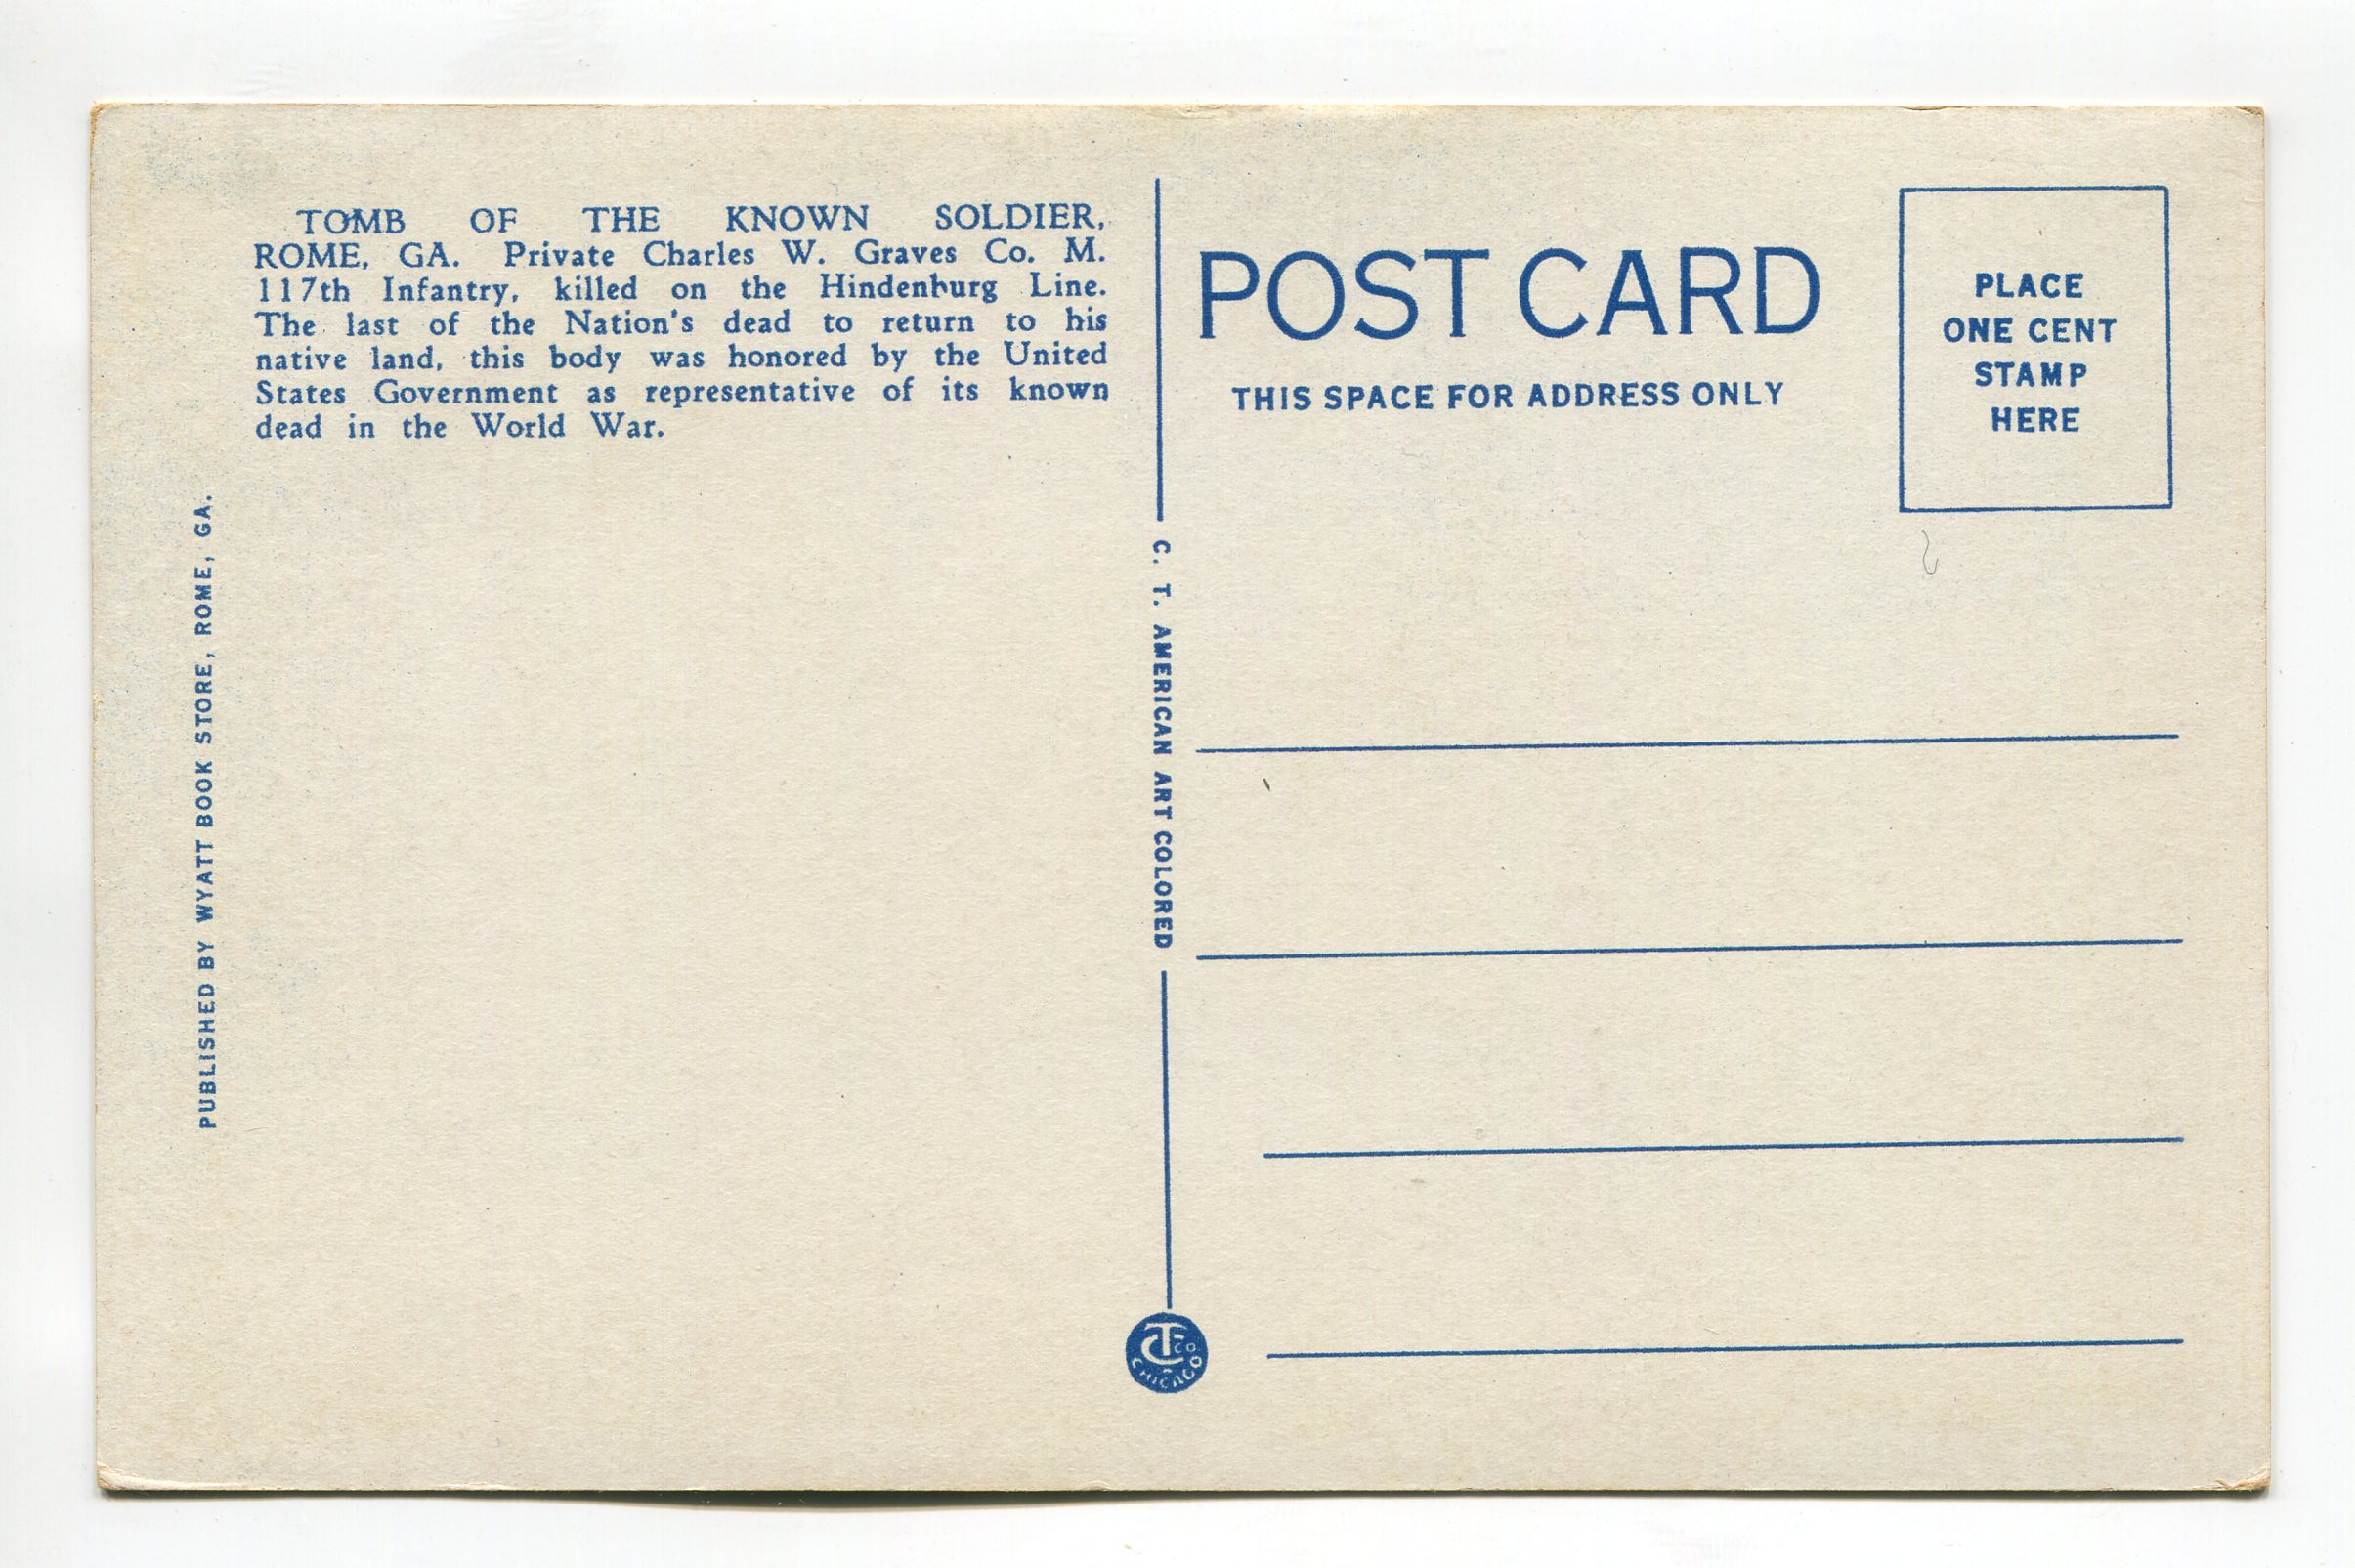 TOMB OF THE KNOWN SOLDIER,
ROME, GA. Private Charles W. Graves Co. M.
117th Infantry, killed on the Hindenburg Line.
The last of the Nation's dead to return to his
native land, this body was honored by the United
States Government as representative of its known
dead in the World War.
PUBLISHED BY WYATT BOOK STORE, ROME, GA.
C. T. AMERICAN ART COLORED
CT CO
CHICAGO
POST CARD
THIS SPACE FOR ADDRESS ONLY
PLACE
ONE CENT
STAMP
HERE